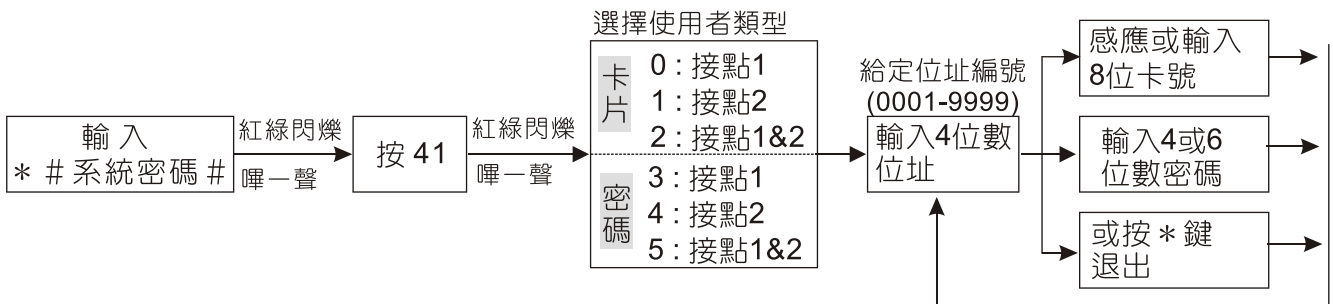 輸入
＊＃系統密碼＃
紅綠閃爍
嗶一聲
按 41
紅綠閃爍
嗶一聲
選擇使用者類型
卡片
0 : 接點1
1 : 接點2
2 : 接點1&2
密碼
3 : 接點1
4 : 接點2
5 : 接點1&2
給定位址編號
(0001-9999)
輸入4位數
位址
感應或輸入
8位卡號
輸入4或6
位數密碼
或按＊鍵
退出